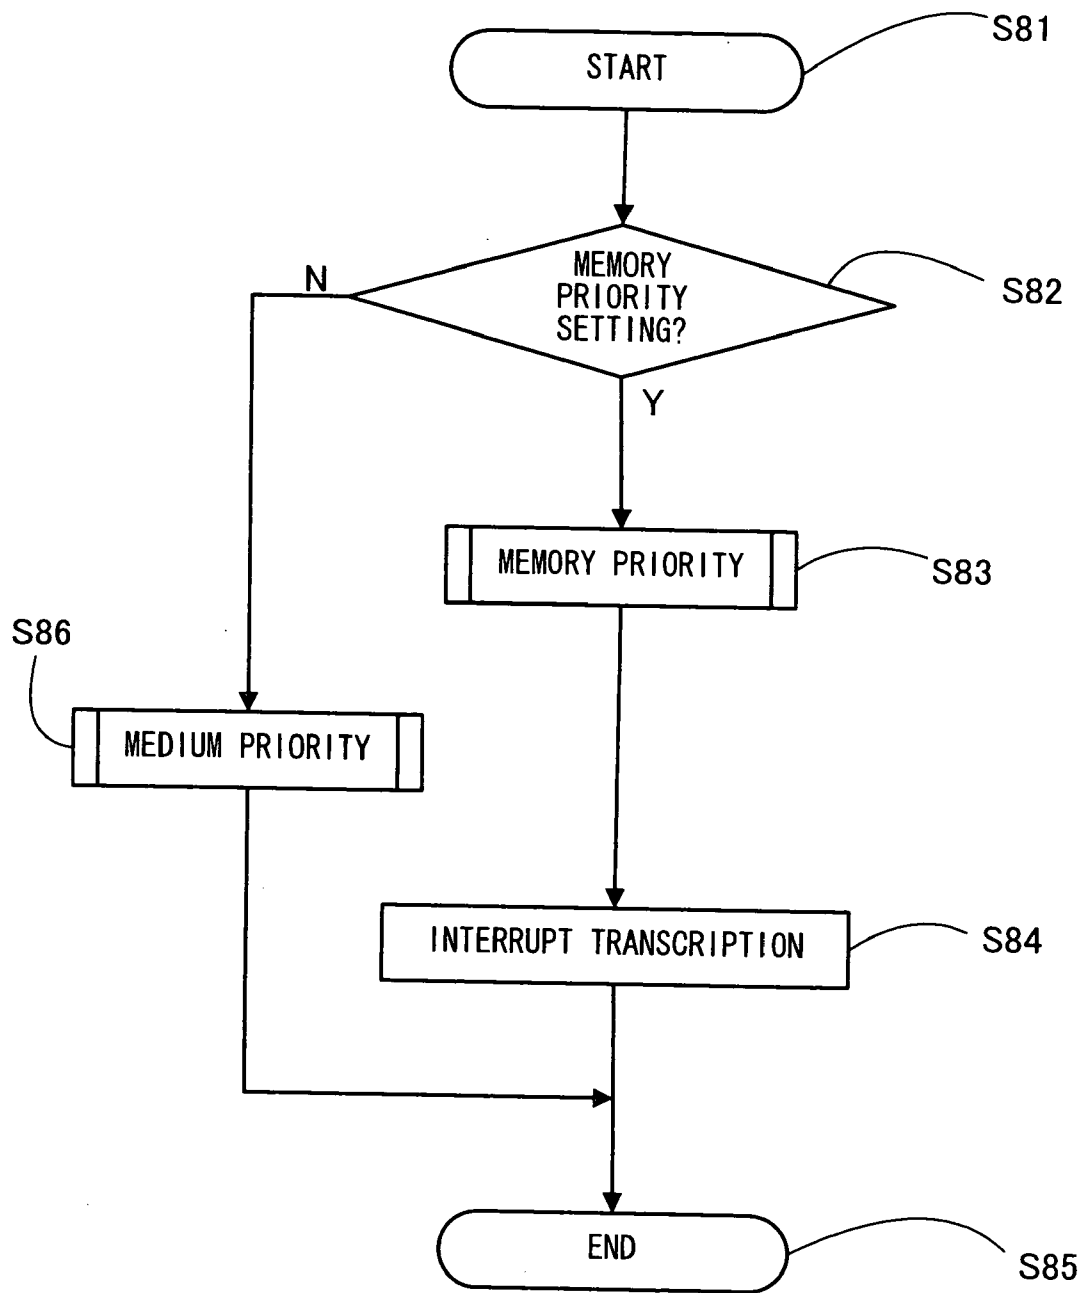 START
S81
MEMORY
PRIORITY
SETTING?
S82
N
Y
MEMORY PRIORITY
S83
S86
MEDIUM PRIORITY
INTERRUPT TRANSCRIPTION
S84
END
S85